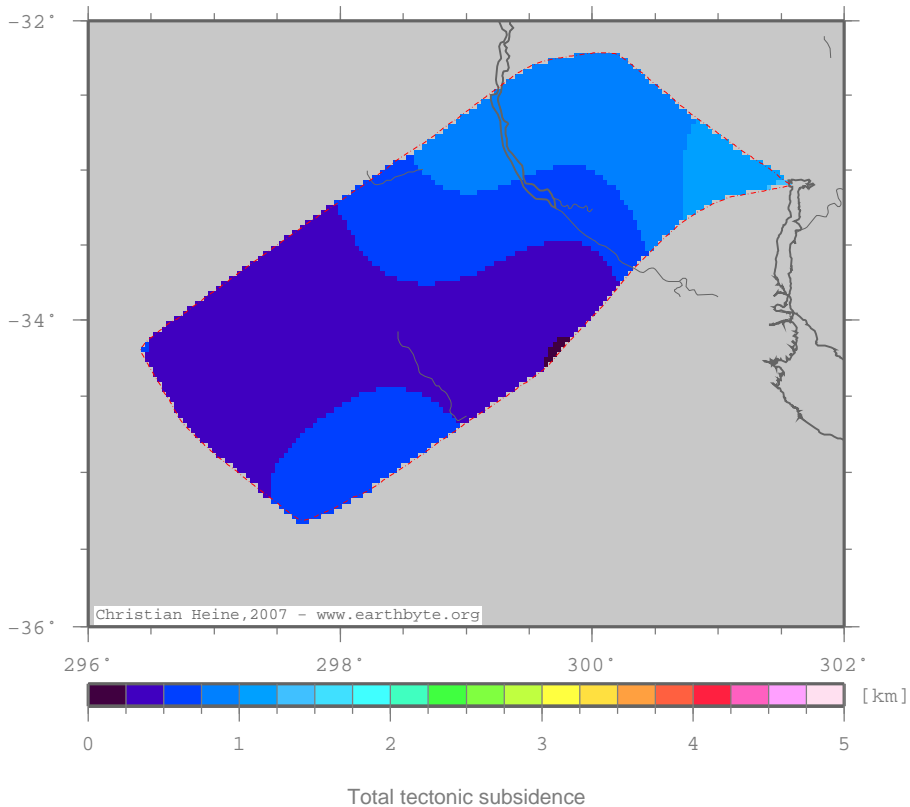 -32°
-34°
-36°
Christian Heine,2007 - www.earthbyte.org
296° 298° 300° 302°
[km]
0 1 2 3 4 5
Total tectonic subsidence